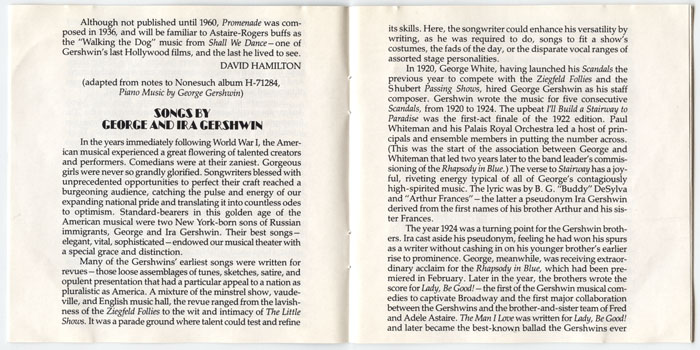 Although not published until 1960, Promenade was com-
posed in 1936, and will be familiar to Astaire-Rogers buffs as
the "Walking the Dog" music from Shall We Dance—one of
Gershwin's last Hollywood films, and the last he lived to see.
DAVID HAMILTON
(adapted from notes to Nonesuch album H-71284,
Piano Music by George Gershwin)
SONGS BY
GEORGE AND IRA GERSHWIN
In the years immediately following World War I, the Amer-
ican musical experienced a great flowering of talented creators
and performers. Comedians were at their zaniest. Gorgeous
girls were never so grandly glorified. Songwriters blessed with
unprecedented opportunities to perfect their craft reached a
burgeoning audience, catching the pulse and energy of our
expanding national pride and translating it into countless odes
to optimism. Standard-bearers in this golden age of the
American musical were two New York-born sons of Russian
immigrants, George and Ira Gershwin. Their best songs—
elegant, vital, sophisticated—endowed our musical theater with
a special grace and distinction.
Many of the Gershwins' earliest songs were written for
revues—those loose assemblages of tunes, sketches, satire, and
opulent presentation that had a particular appeal to a nation as
pluralistic as America. A mixture of the minstrel show, vaude-
ville, and English music hall, the revue ranged from the lavish-
ness of the Ziegfeld Follies to the wit and intimacy of The Little
Shows. It was a parade ground where talent could test and refine
its skills. Here, the songwriter could enhance his versatility by
writing, as he was required to do, songs to fit a show's
costumes, the fads of the day, or the disparate vocal ranges of
assorted stage personalities.
In 1920, George White, having launched his Scandals the
previous year to compete with the Ziegfeld Follies and the
Shubert Passing Shows, hired George Gershwin as his staff
composer. Gershwin wrote the music for five consecutive
Scandals, from 1920 to 1924. The upbeat I'll Build a Stairway to
Paradise was the first-act finale of the 1922 edition. Paul
Whiteman and his Palais Royal Orchestra led a host of prin-
cipals and ensemble members in putting the number across.
(This was the start of the association between George and
Whiteman that led two years later to the band leader's commis-
sioning of the Rhapsody in Blue.) The verse to Stairway has a joy-
ful, riveting energy typical of all of George's contagiously
high-spirited music. The lyric was by B. G. "Buddy" DeSylva
and "Arthur Frances"—the latter a pseudonym Ira Gershwin
derived from the first names of his brother Arthur and his sis-
ter Frances.
The year 1924 was a turning point for the Gershwin broth-
ers. Ira cast aside his pseudonym, feeling he had won his spurs
as a writer without cashing in on his younger brother's earlier
rise to prominence. George, meanwhile, was receiving extraor-
dinary acclaim for the Rhapsody in Blue, which had been pre-
miered in February. Later in the year, the brothers wrote the
score for Lady, Be Good!—the first of the Gershwin musical com-
edies to captivate Broadway and the first major collaboration
between the Gershwins and the brother-and-sister team of Fred
and Adele Astaire. The Man I Love was written for Lady, Be Good!
and later became the best-known ballad the Gershwins ever